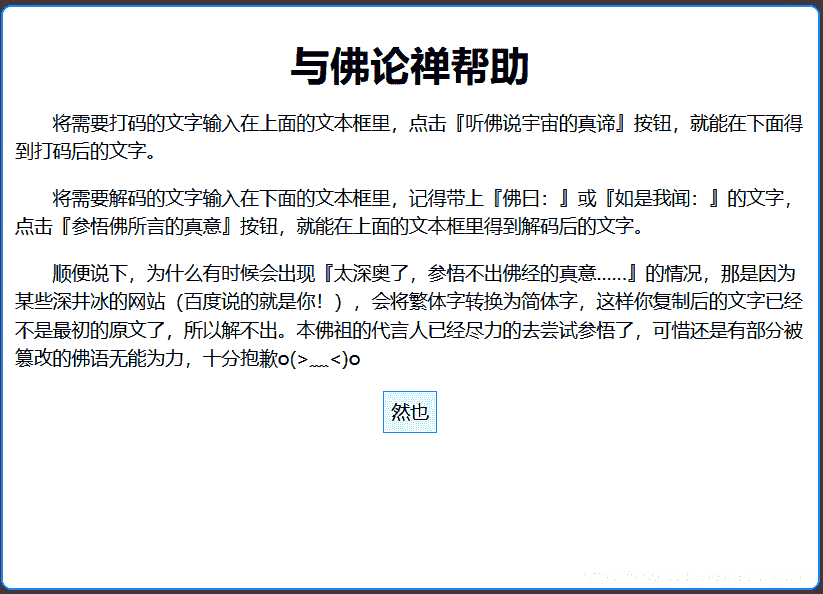 与佛论禅帮助
将需要打码的文字输入在上面的文本框里，点击『听佛说宇宙的真谛』按钮，就能在下面得
到打码后的文字。
将需要解码的文字输入在下面的文本框里，记得带上『佛曰：』或『如是我闻：』的文字，
点击『参悟佛所言的真意』按钮，就能在上面的文本框里得到解码后的文字。
顺便说下，为什么有时候会出现『太深奥了，参悟不出佛经的真意……』的情况，那是因为
某些深井冰的网站（百度说的就是你！），会将繁体字转换为简体字，这样你复制后的文字已经
不是最初的原文了，所以解不出。本佛祖的代言人已经尽力的去尝试参悟了，可惜还是有部分被
篡改的佛语无能为力，十分抱歉o(>﹏<)o
然也